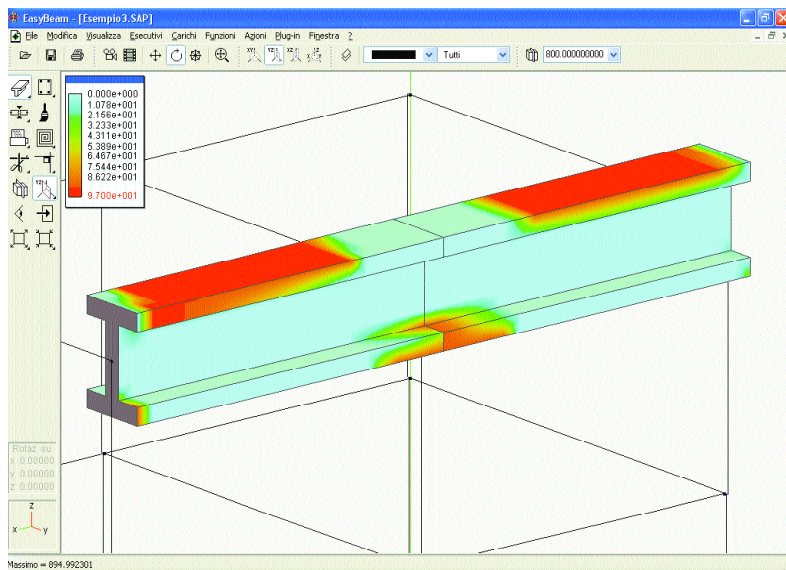 EasyBeam - [Esempio3.SAP]
File Modifica Visualizza Esecutivi Carichi Funzioni Azioni Plug-in Finestra ?
Tutti
800.000000000
0.000e+000
1.078e+001
2.156e+001
3.233e+001
4.311e+001
5.389e+001
6.467e+001
7.544e+001
8.622e+001
9.700e+001
Rotaz. su
x 0.00000
y 0.00000
z 0.00000
z
x
y
Massimo = 894.992301